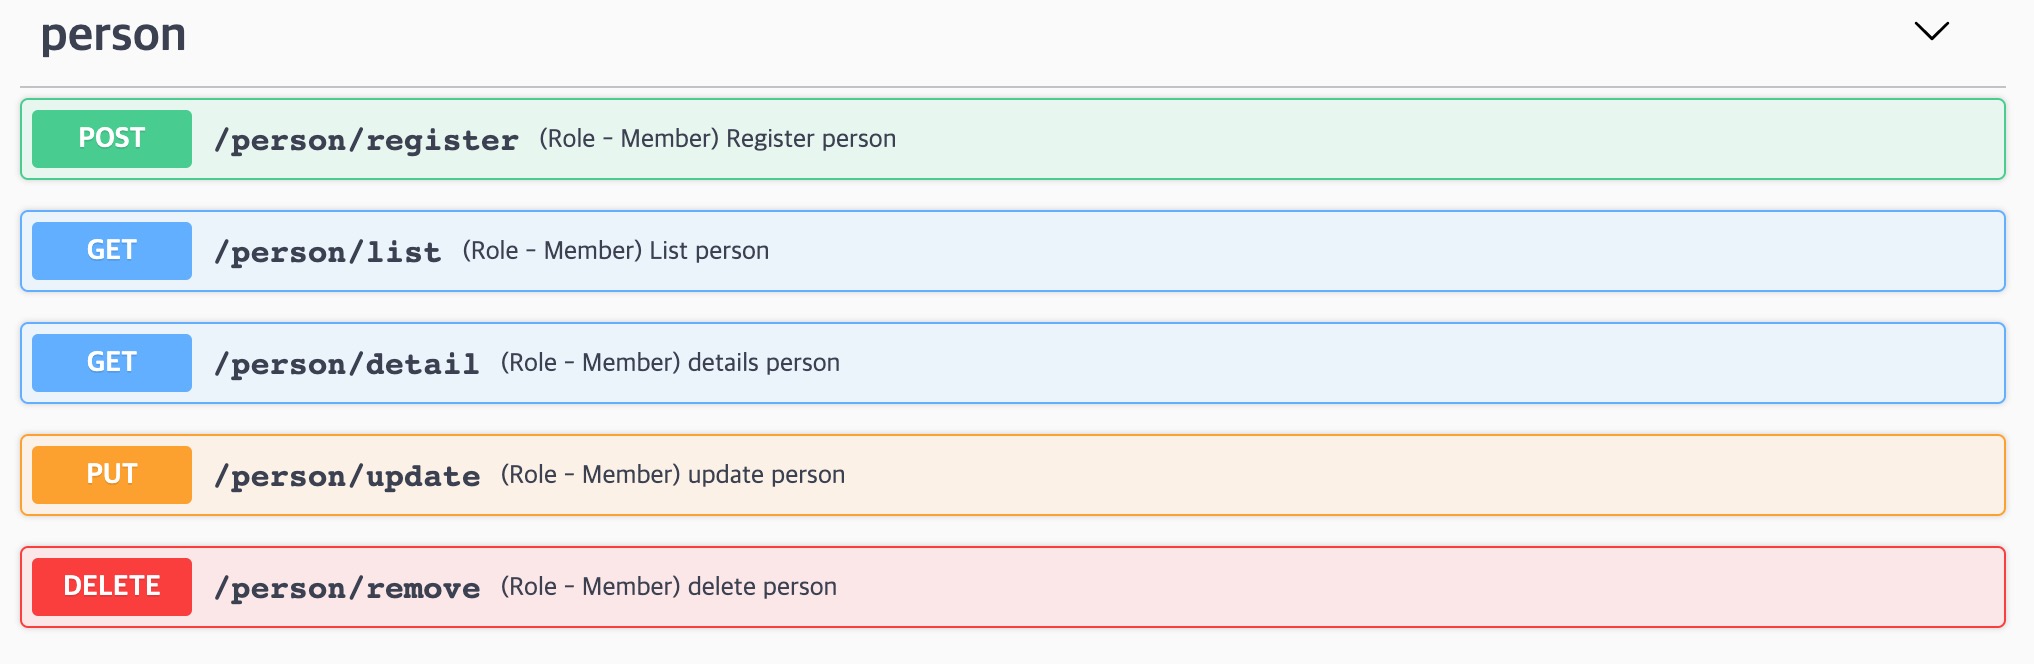 person
POST /person/register (Role - Member) Register person
GET /person/list (Role - Member) List person
GET /person/detail (Role - Member) details person
PUT /person/update (Role - Member) update person
DELETE /person/remove (Role - Member) delete person